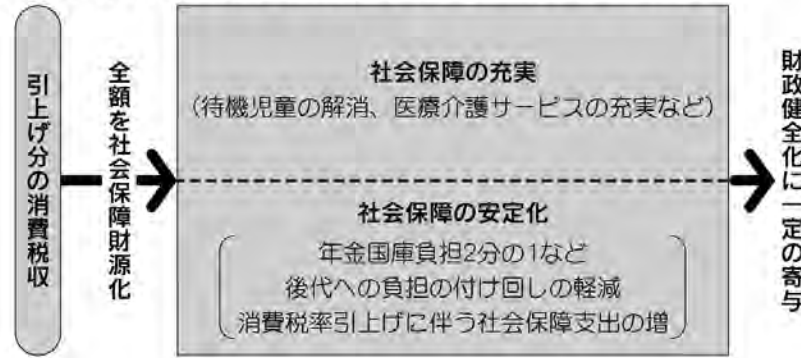 引上げ分の消費税収
全額を社会保障財源化
社会保障の充実
(待機児童の解消、医療介護サービスの充実など)
社会保障の安定化
年金国庫負担2分の1など
後代への負担の付け回しの軽減
消費税率引上げに伴う社会保障支出の増
財政健全化に一定の寄与